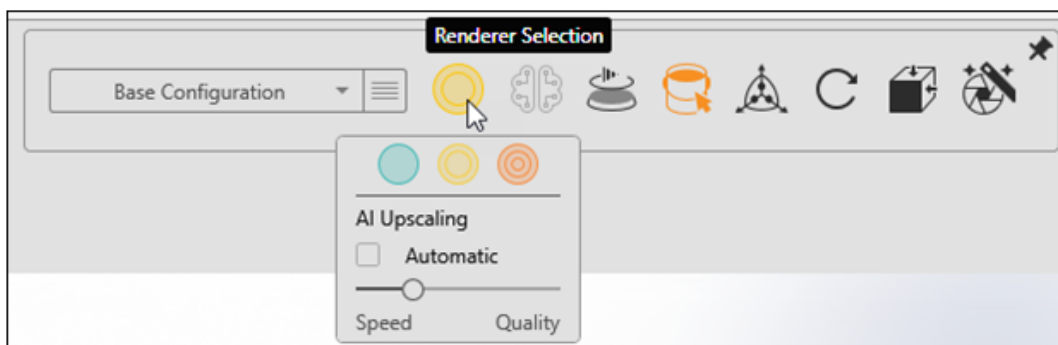 Renderer Selection
Base Configuration
AI Upscaling
Automatic
Speed Quality